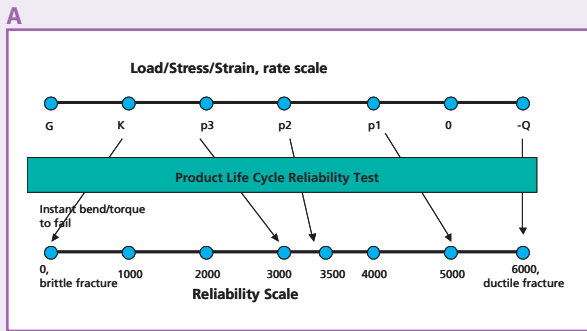 A
Load/Stress/Strain, rate scale
G K p3 p2 p1 0 -Q
Product Life Cycle Reliability Test
Instant bend/torque
to fail
0, 1000 2000 3000 3500 4000 5000 6000,
brittle fracture ductile fracture
Reliability Scale